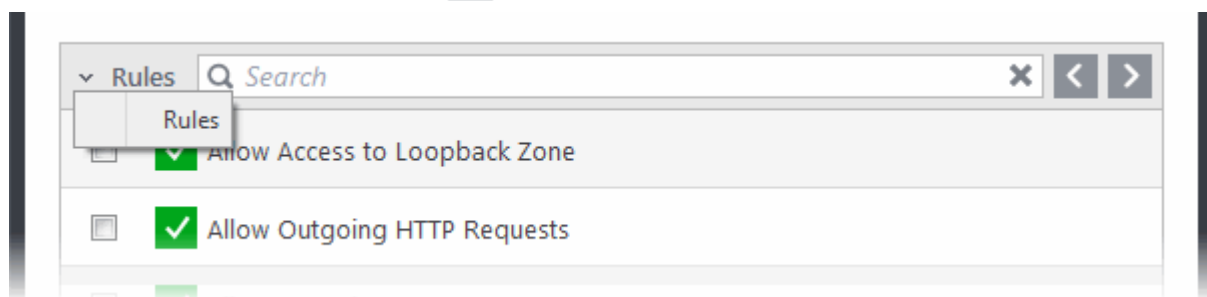 Rules Search
Rules
Allow Access to Loopback Zone
Allow Outgoing HTTP Requests